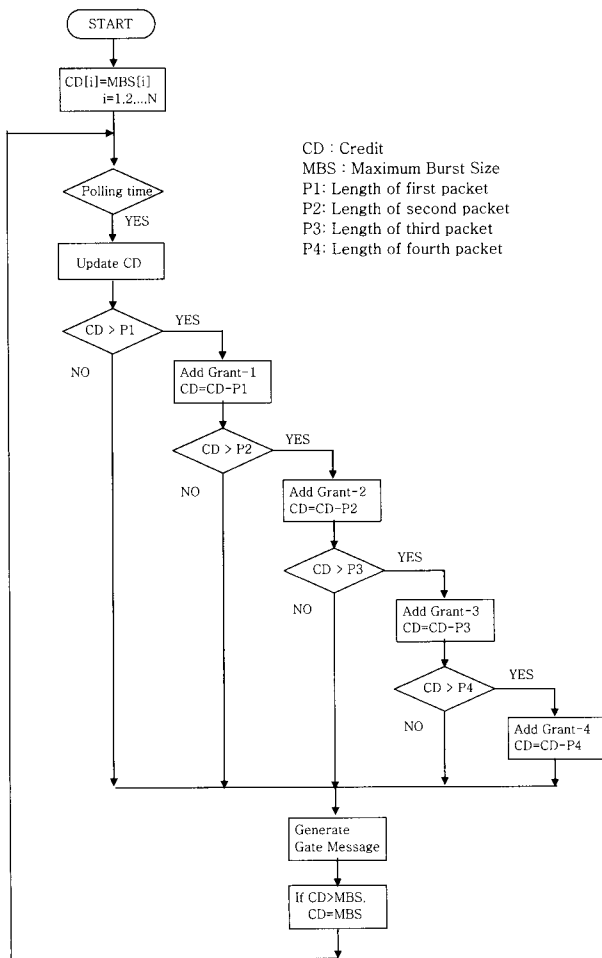 START
CD[i]=MBS[i]
i=1,2,...,N
CD : Credit
MBS : Maximum Burst Size
P1: Length of first packet
P2: Length of second packet
P3: Length of third packet
P4: Length of fourth packet
Polling time
YES
Update CD
CD > P1
YES
NO
Add Grant-1
CD=CD-P1
CD > P2
YES
NO
Add Grant-2
CD=CD-P2
CD > P3
YES
NO
Add Grant-3
CD=CD-P3
CD > P4
YES
NO
Add Grant-4
CD=CD-P4
Generate
Gate Message
If CD>MBS,
CD=MBS